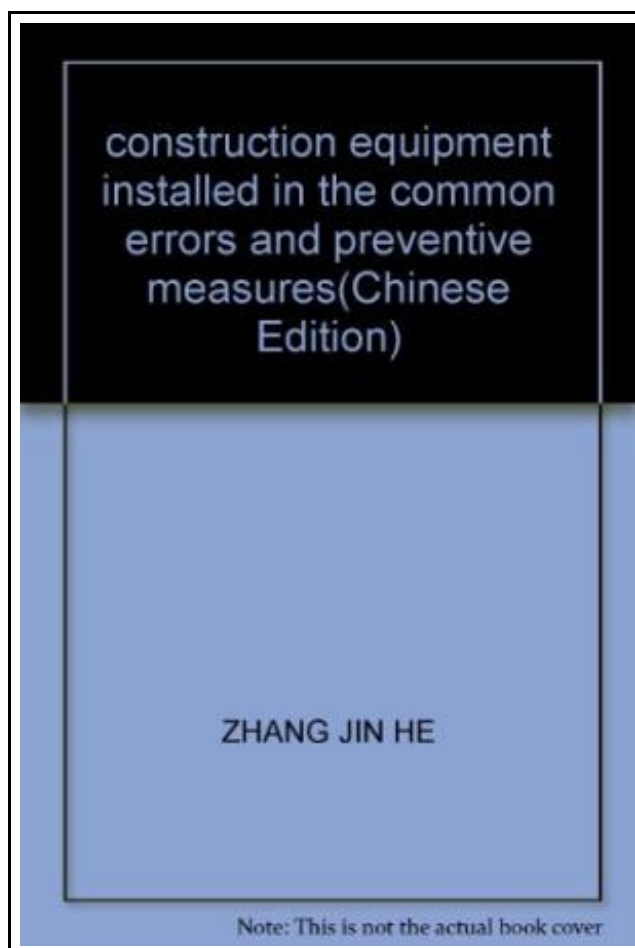 construction equipment
installed in the common
errors and preventive
measures(Chinese
Edition)
ZHANG JIN HE
Note: This is not the actual book cover